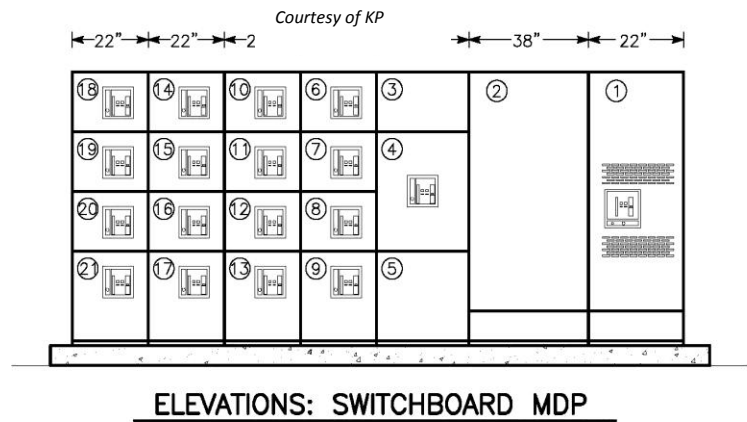 Courtesy of KP
22" 22" 2 38" 22"
18 14 10 6 3 2 1
19 15 11 7 4
20 16 12 8
21 17 13 9 5
ELEVATIONS: SWITCHBOARD MDP